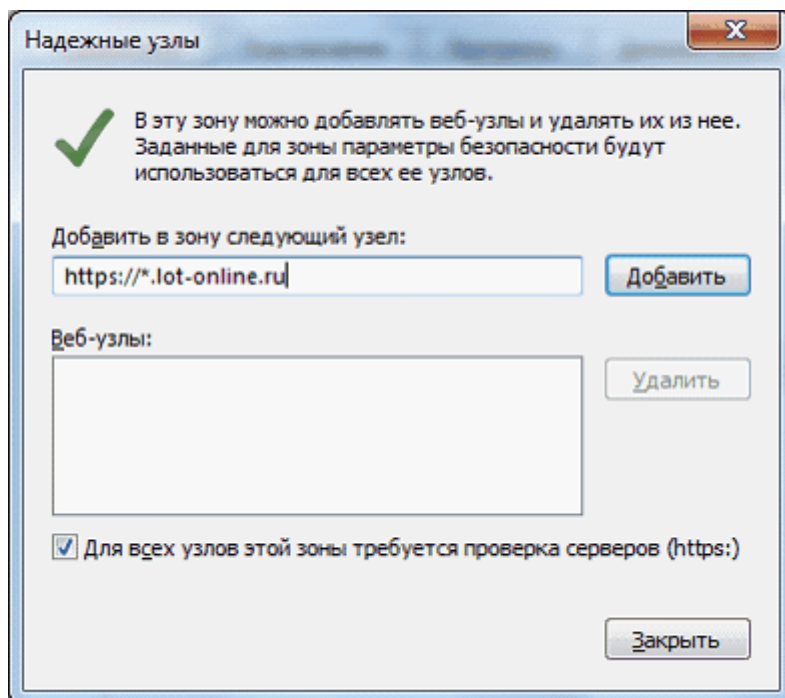 Надежные узлы
В эту зону можно добавлять веб-узлы и удалять их из нее.
Заданные для зоны параметры безопасности будут
использоваться для всех ее узлов.
Добавить в зону следующий узел:
https://*.lot-online.ru
Добавить
Веб-узлы:
Удалить
Для всех узлов этой зоны требуется проверка серверов (https:)
Закрыть